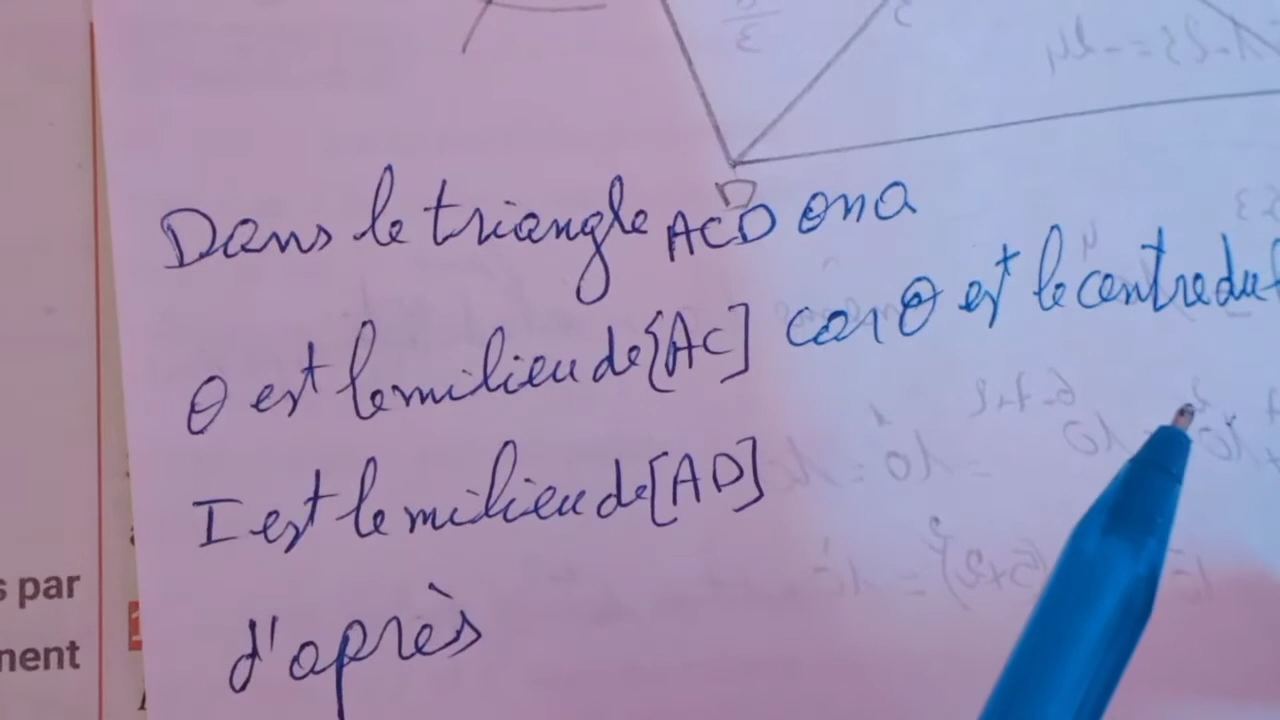 D
Dans le triangle ACD on a
O est le milieu de [AC] car O est le centre du
I est le milieu de [AD]
d'après
s par
nent